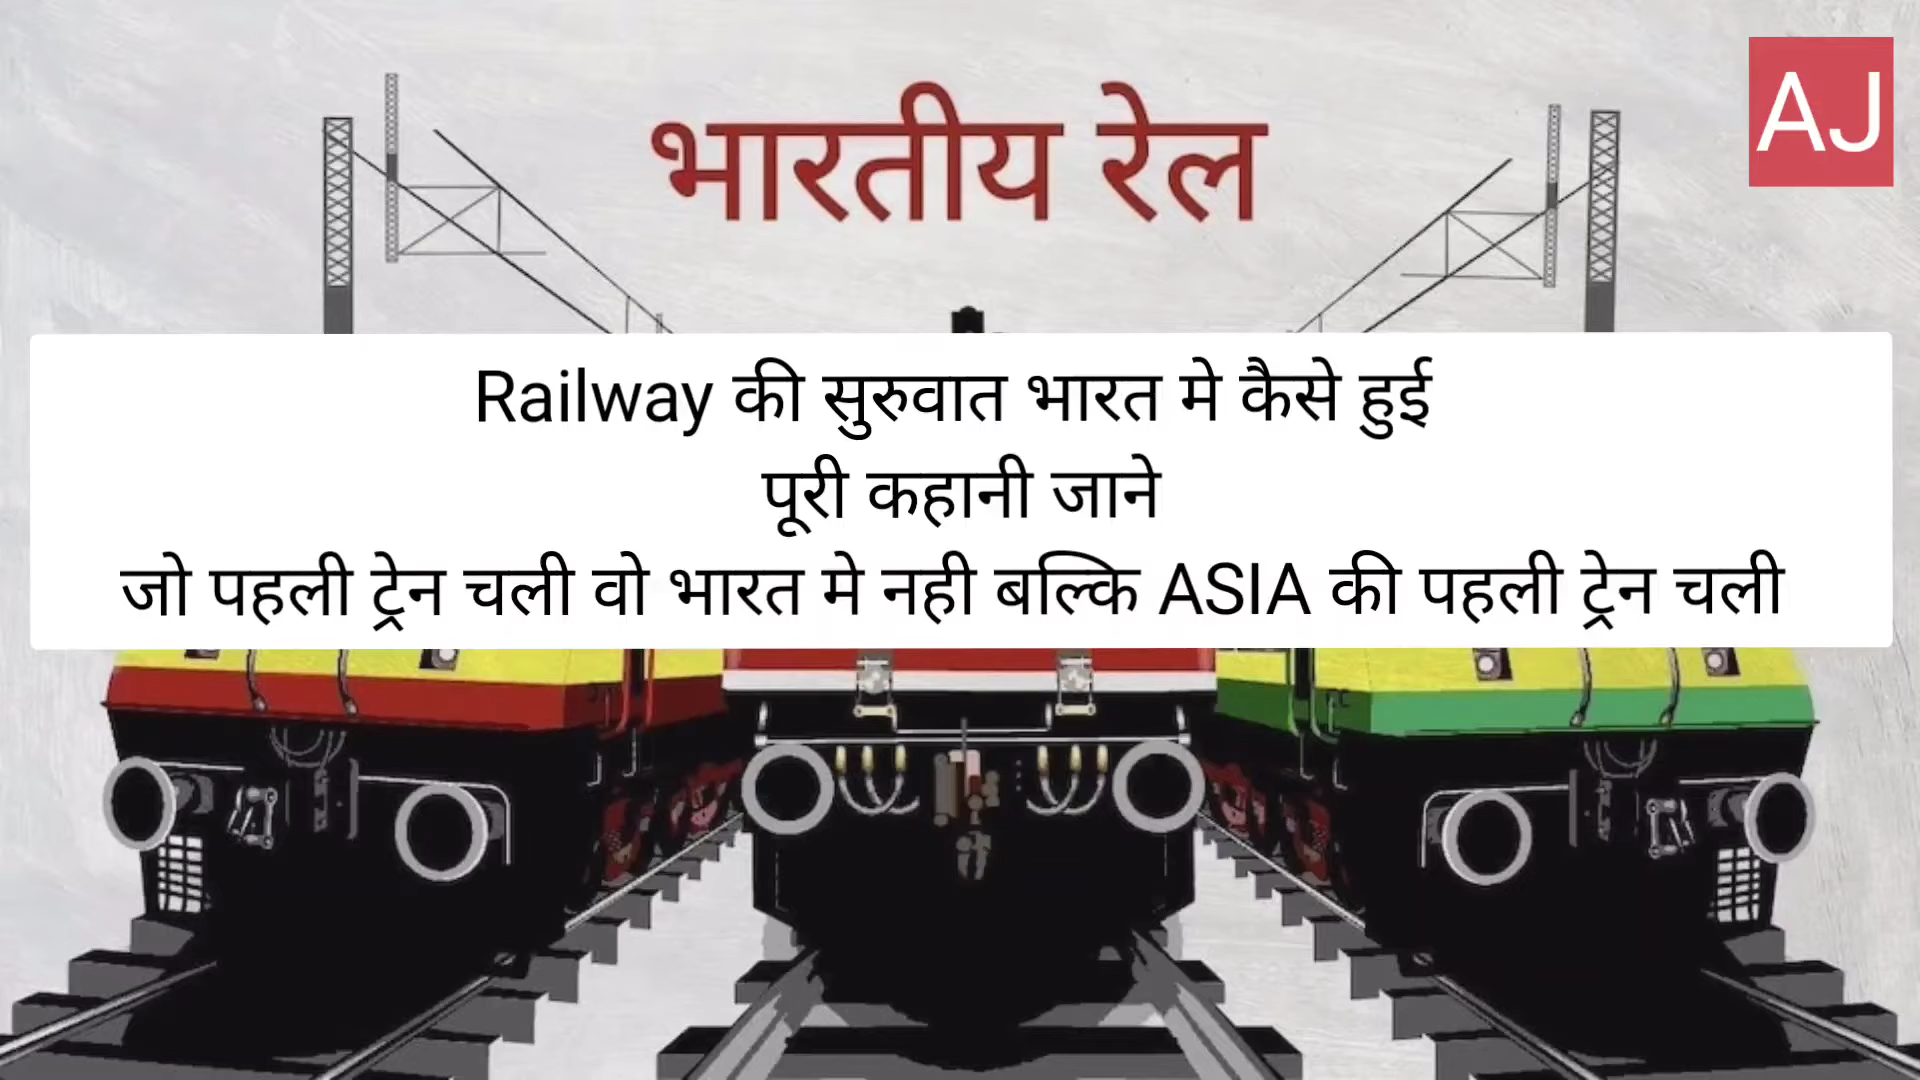 भारतीय रेल
AJ
Railway की सुरुवात भारत मे कैसे हुई
पूरी कहानी जाने
जो पहली ट्रेन चली वो भारत मे नही बल्कि ASIA की पहली ट्रेन चली